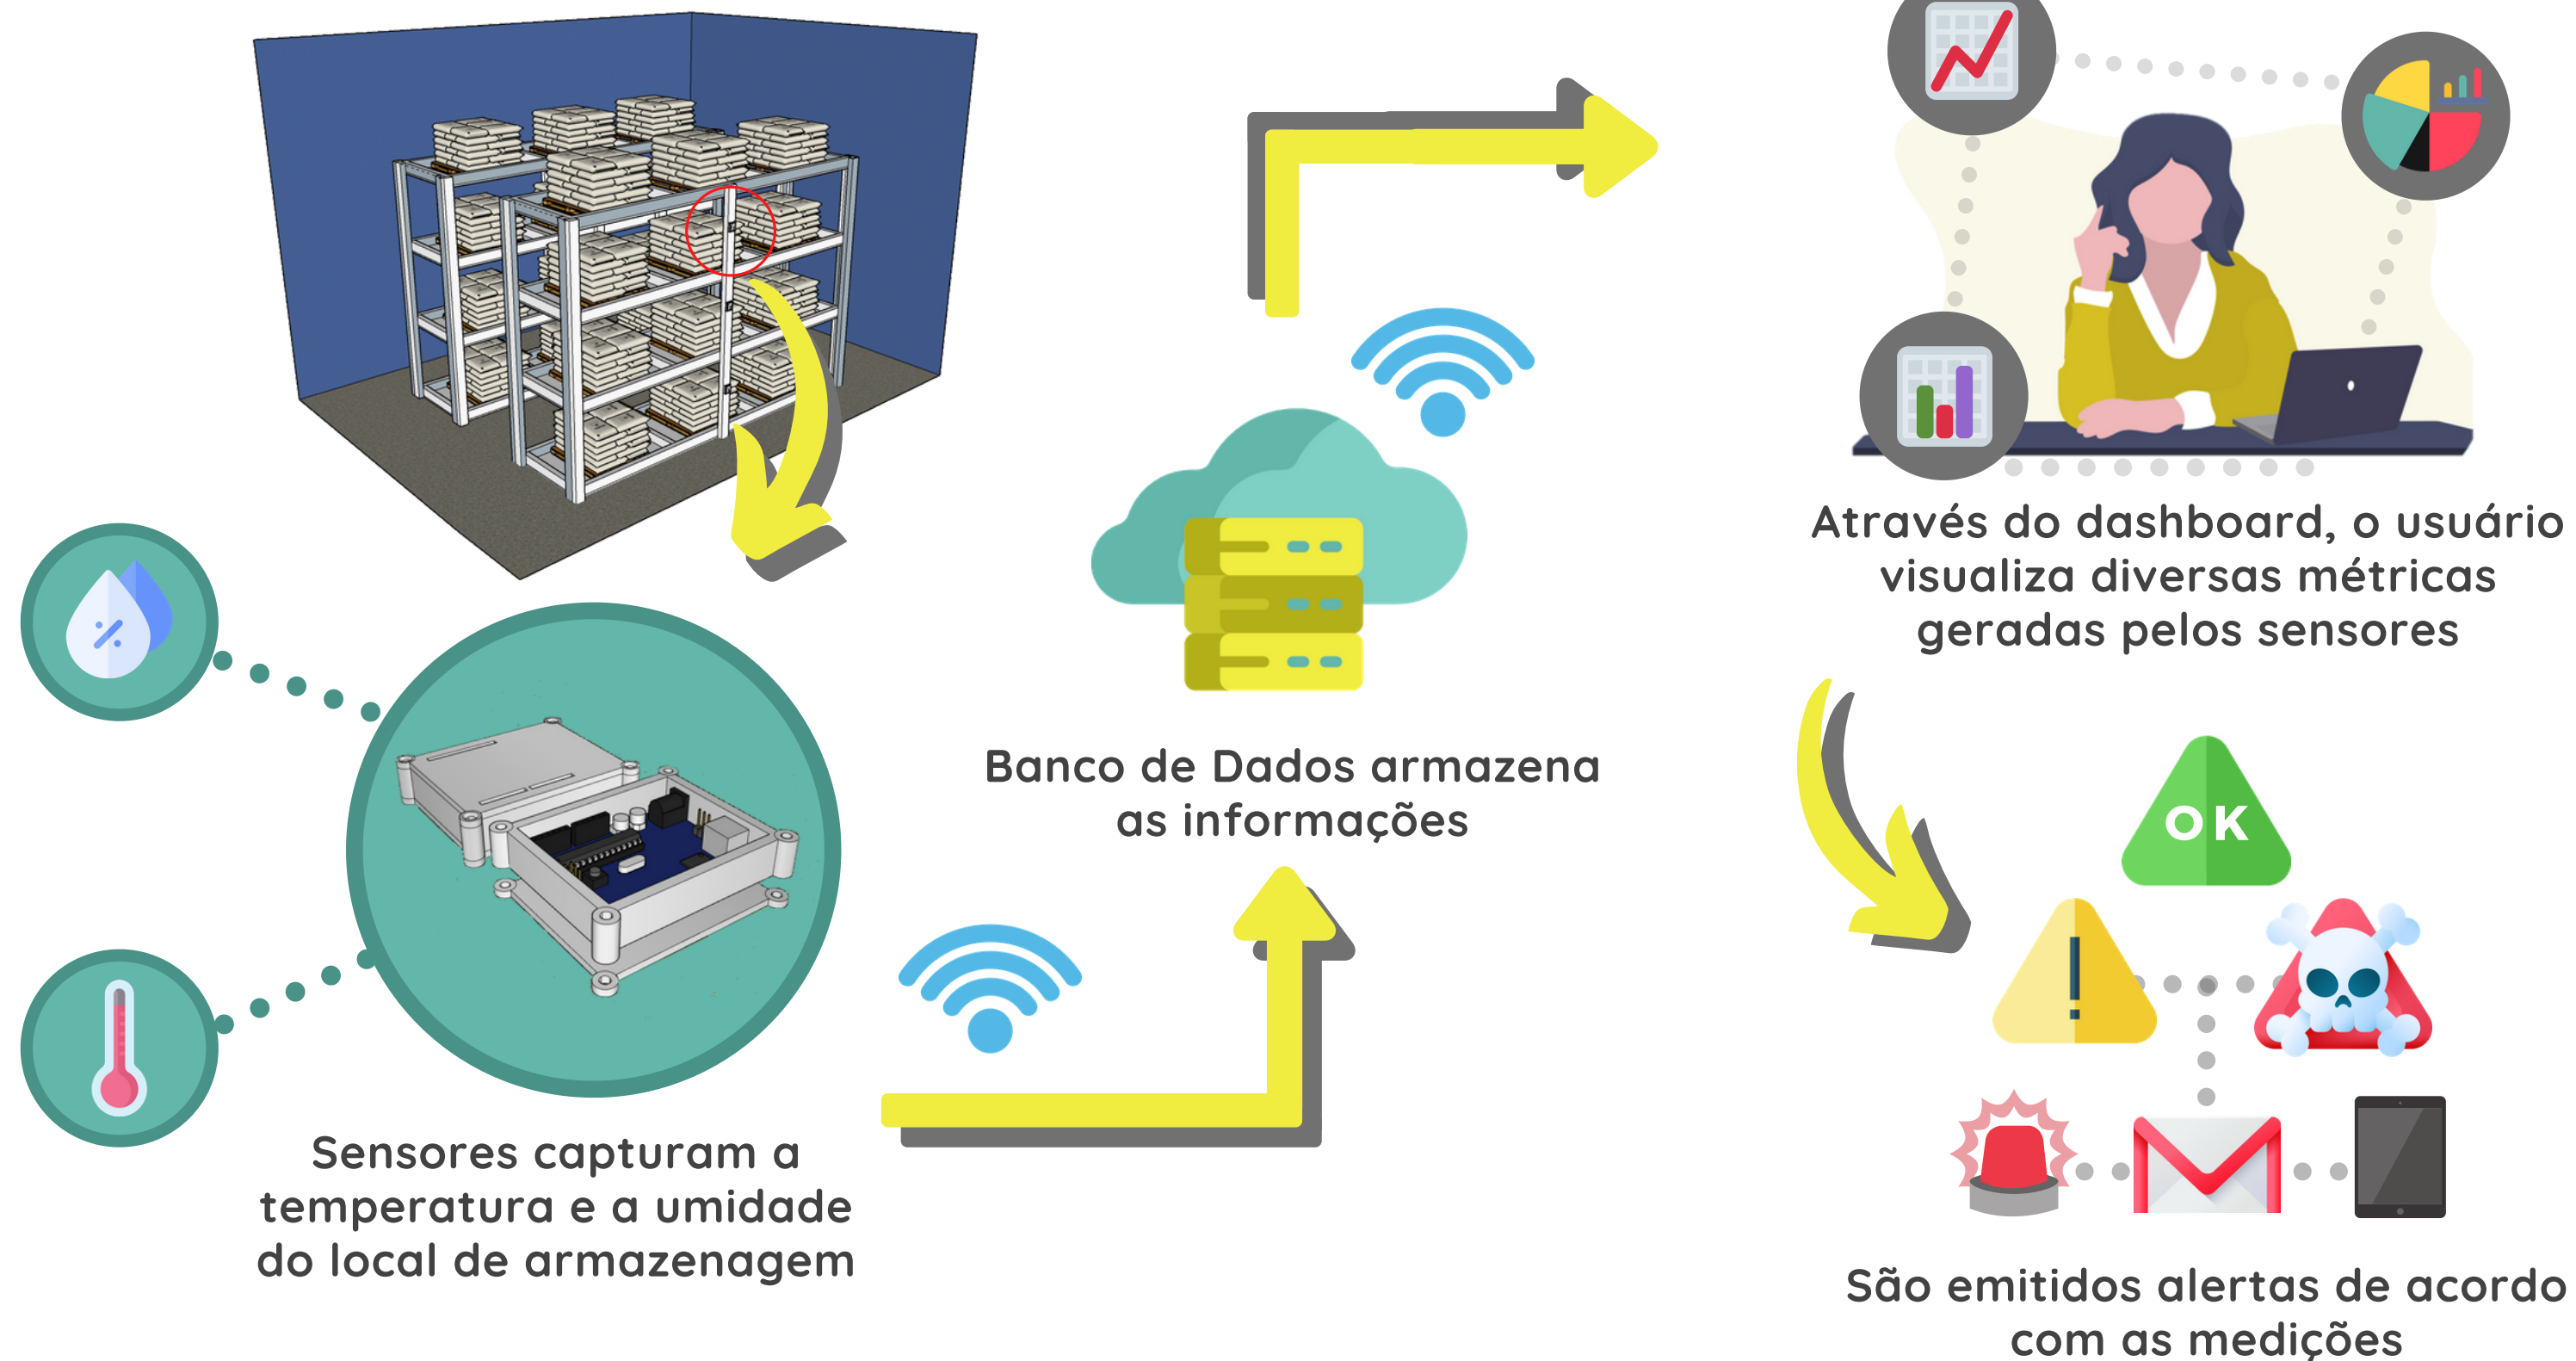 Através do dashboard, o usuário
visualiza diversas métricas
geradas pelos sensores
Banco de Dados armazena
as informações
OK
!
Sensores capturam a
temperatura e a umidade
do local de armazenagem
São emitidos alertas de acordo
com as medições